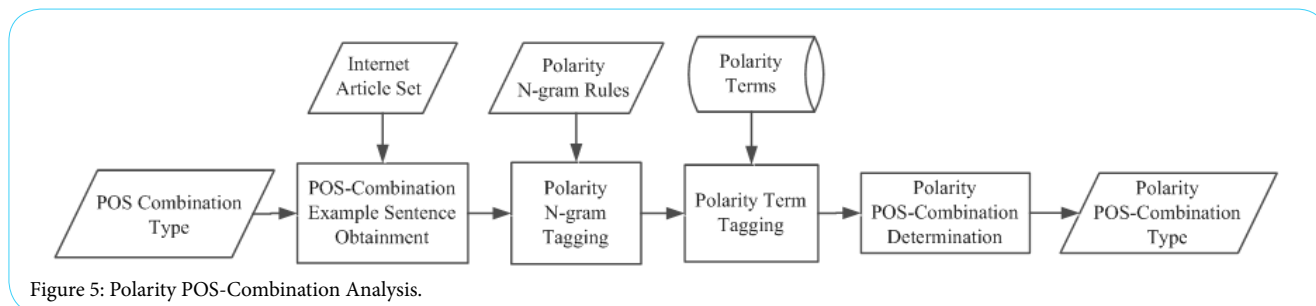 Internet
Article Set
Polarity
N-gram Rules
Polarity
Terms
POS Combination
Type
POS-Combination
Example Sentence
Obtainment
Polarity
N-gram
Tagging
Polarity Term
Tagging
Polarity
POS-Combination
Determination
Polarity
POS-Combination
Type
Figure 5: Polarity POS-Combination Analysis.